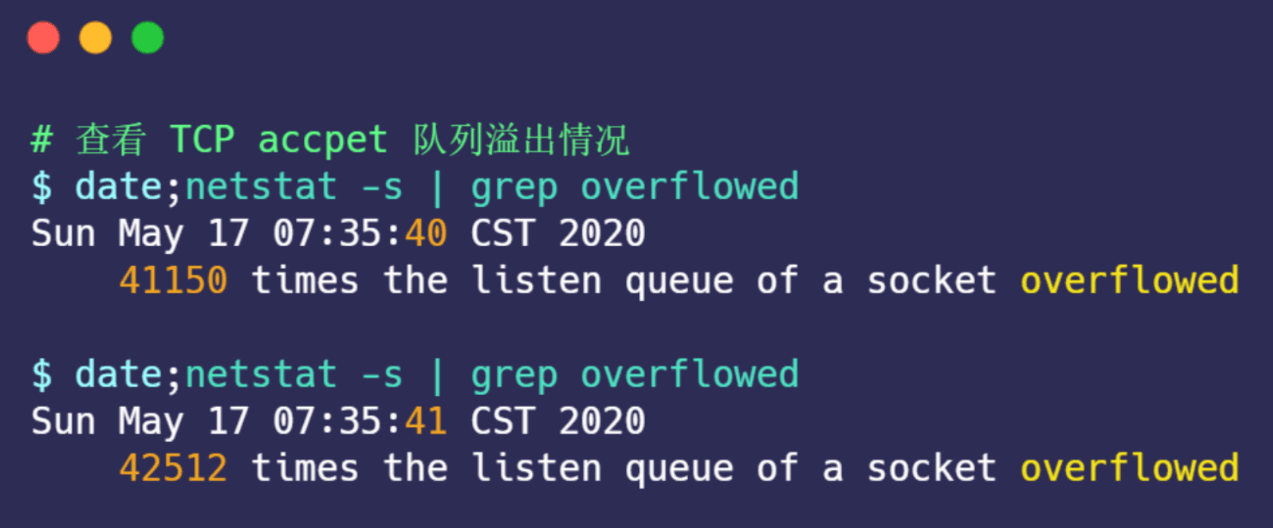 # 查看 TCP accpet 队列溢出情况
$ date;netstat -s | grep overflowed
Sun May 17 07:35:40 CST 2020
    41150 times the listen queue of a socket overflowed
$ date;netstat -s | grep overflowed
Sun May 17 07:35:41 CST 2020
    42512 times the listen queue of a socket overflowed